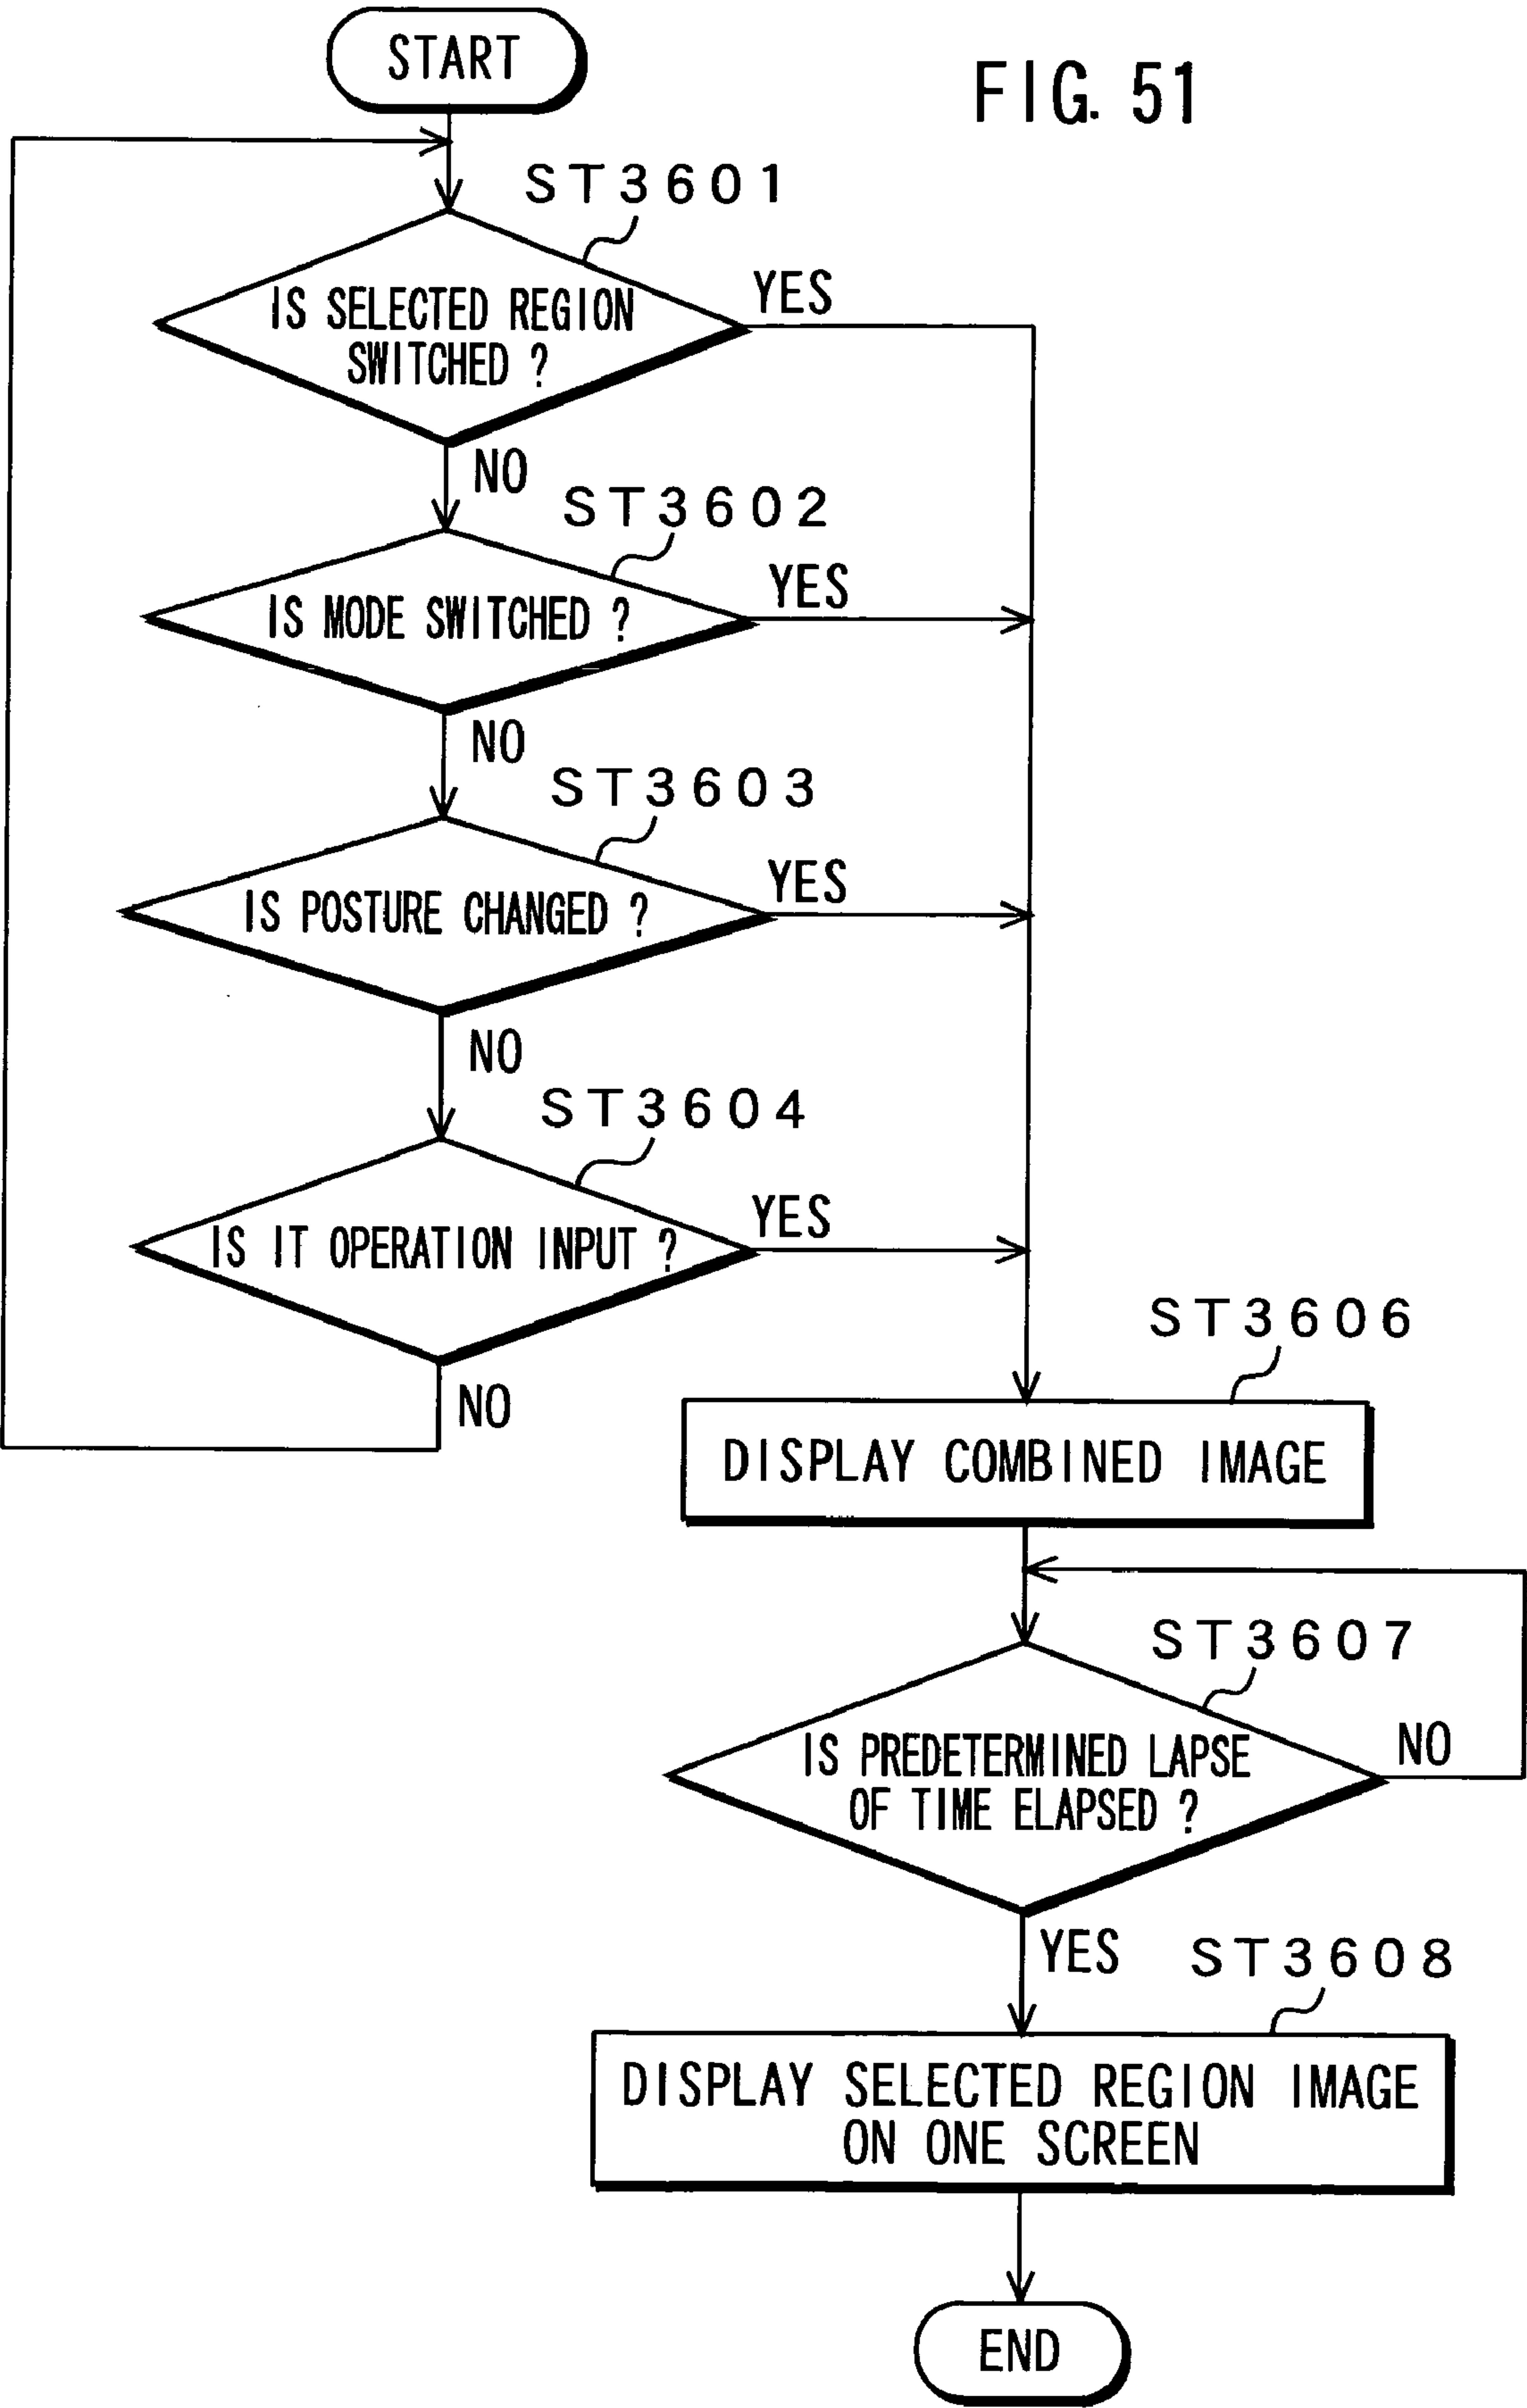 START
FIG. 51
ST3601
IS SELECTED REGION
SWITCHED ?
YES
NO
ST3602
IS MODE SWITCHED ?
YES
NO
ST3603
IS POSTURE CHANGED ?
YES
NO
ST3604
IS IT OPERATION INPUT ?
YES
NO
ST3606
DISPLAY COMBINED IMAGE
ST3607
IS PREDETERMINED LAPSE
OF TIME ELAPSED ?
NO
YES
ST3608
DISPLAY SELECTED REGION IMAGE
ON ONE SCREEN
END